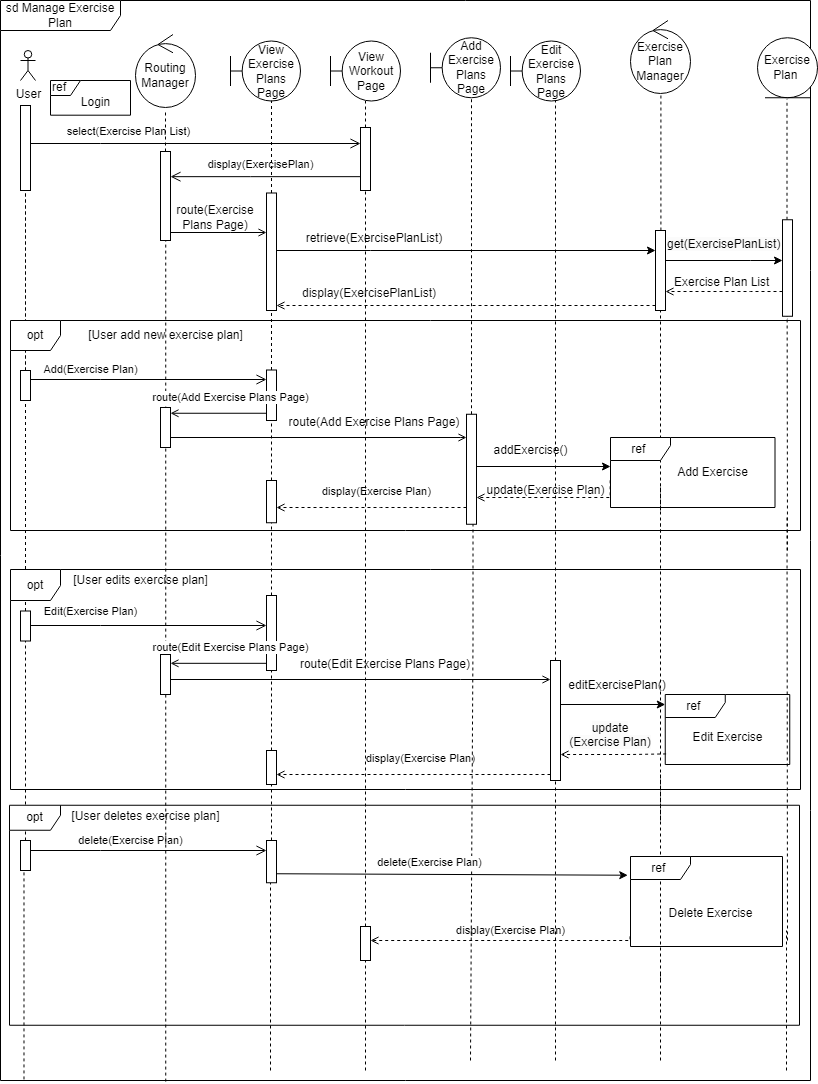 sd Manage Exercise
Plan
User
ref
Login
Routing
Manager
View
Exercise
Plans
Page
View
Workout
Page
Add
Exercise
Plans
Page
Edit
Exercise
Plans
Page
Exercise
Plan
Manager
Exercise
Plan
select(Exercise Plan List)
display(ExercisePlan)
route(Exercise
Plans Page)
retrieve(ExercisePlanList)
get(ExercisePlanList)
Exercise Plan List
display(ExercisePlanList)
opt
[User add new exercise plan]
Add(Exercise Plan)
route(Add Exercise Plans Page)
route(Add Exercise Plans Page)
addExercise()
ref
Add Exercise
update(Exercise Plan)
display(Exercise Plan)
opt
[User edits exercise plan]
Edit(Exercise Plan)
route(Edit Exercise Plans Page)
route(Edit Exercise Plans Page)
editExercisePlan()
ref
Edit Exercise
update
(Exercise Plan)
display(Exercise Plan)
opt
[User deletes exercise plan]
delete(Exercise Plan)
delete(Exercise Plan)
ref
Delete Exercise
display(Exercise Plan)